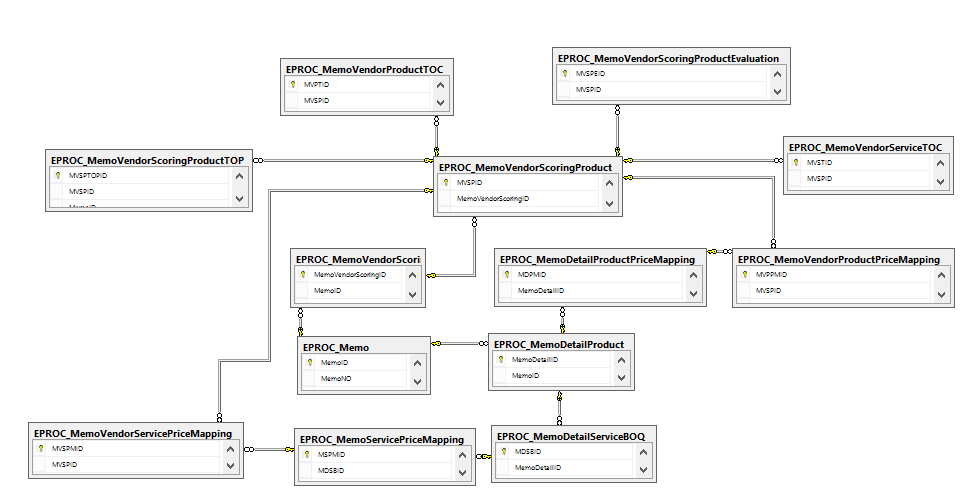 EPROC_MemoVendorScoringProductEvaluation
MVSPEID
MVSPID
EPROC_MemoVendorProductTOC
MVPTID
MVSPID
EPROC_MemoVendorServiceTOC
MVSTID
MVSPID
EPROC_MemoVendorScoringProductTOP
MVSPTOPID
MVSPID
MemoID
EPROC_MemoVendorScoringProduct
MVSPID
MemoVendorScoringID
EPROC_MemoVendorScori
MemoVendorScoringID
MemoID
EPROC_MemoDetailProductPriceMapping
MDPMID
MemoDetailID
EPROC_MemoVendorProductPriceMapping
MVPPMID
MVSPID
EPROC_Memo
MemoID
MemoNO
EPROC_MemoDetailProduct
MemoDetailID
MemoID
EPROC_MemoVendorServicePriceMapping
MVSPMID
MVSPID
EPROC_MemoServicePriceMapping
MSPMID
MDSBID
EPROC_MemoDetailServiceBOQ
MDSBID
MemoDetailID